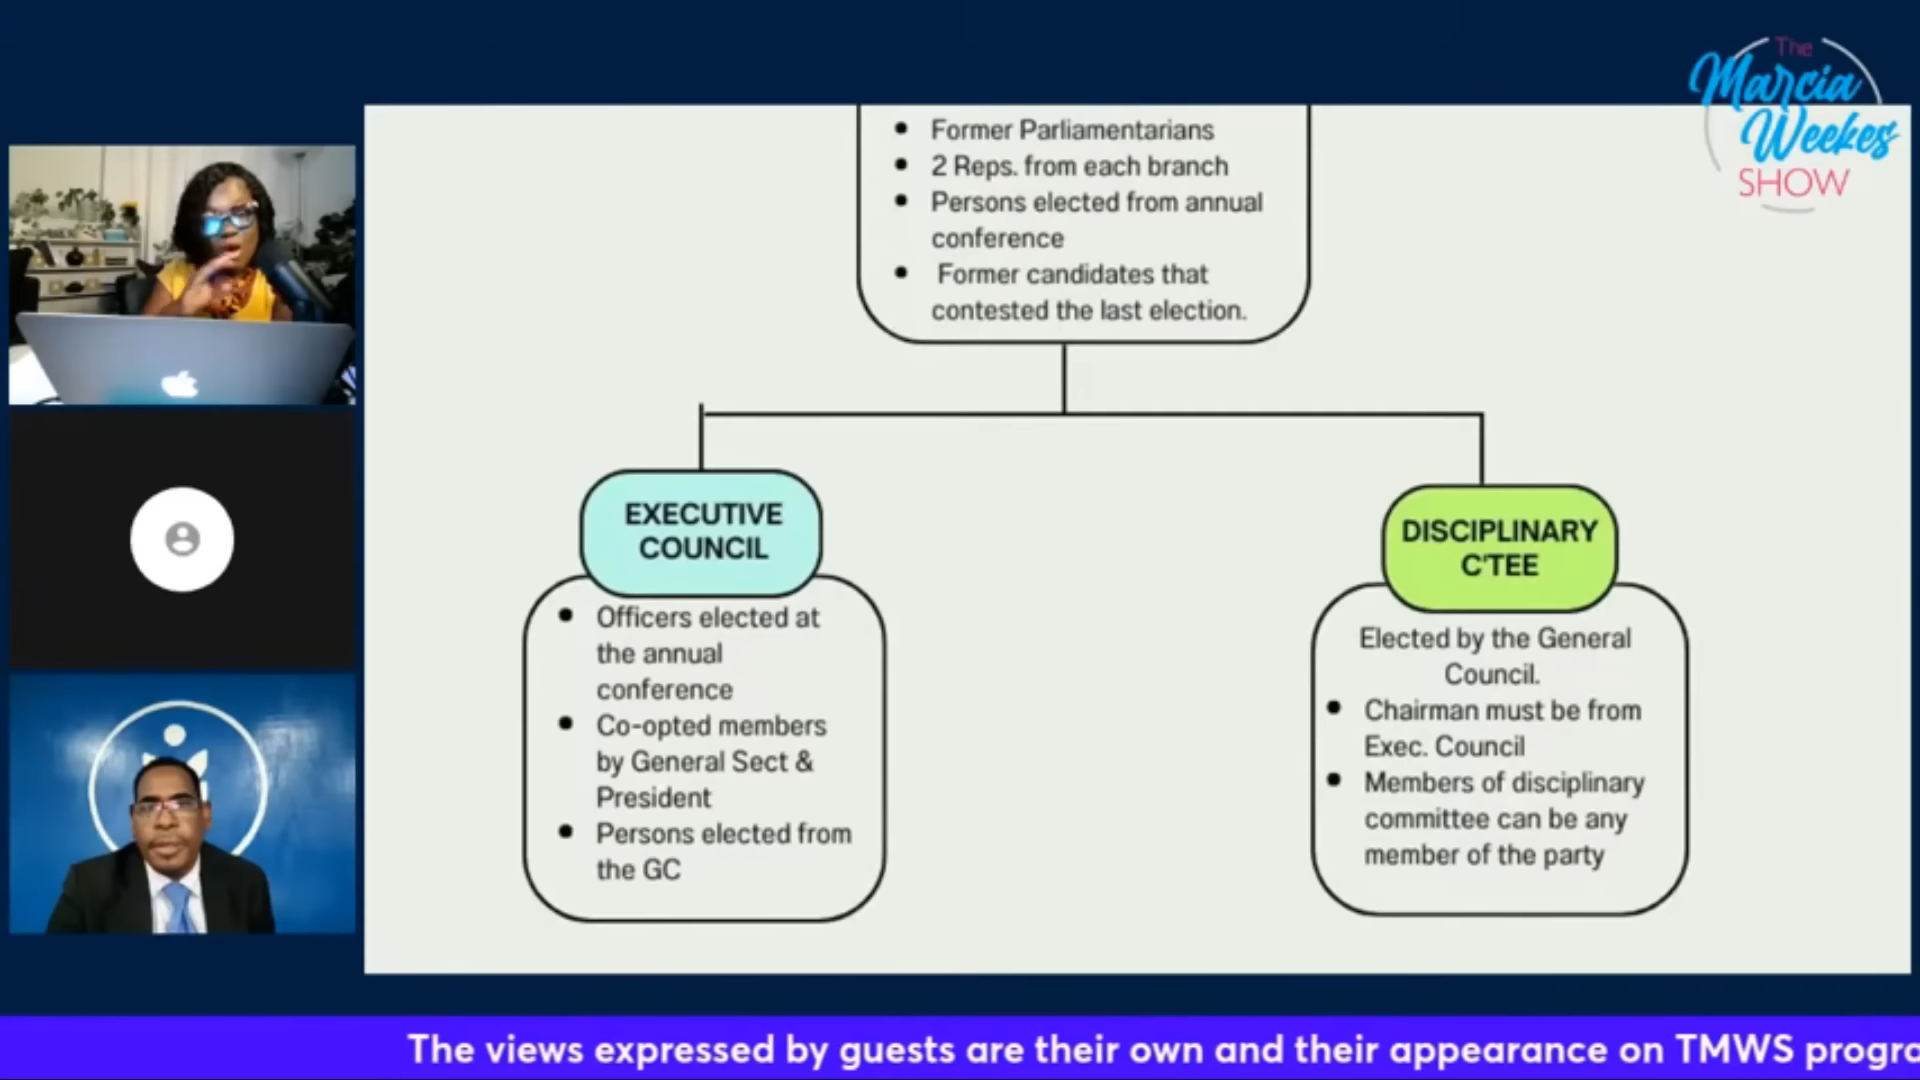 The
Marcia
Weekes
SHOW
• Former Parliamentarians
• 2 Reps. from each branch
• Persons elected from annual
conference
• Former candidates that
contested the last election.
EXECUTIVE
COUNCIL
• Officers elected at
the annual
conference
• Co-opted members
by General Sect &
President
• Persons elected from
the GC
DISCIPLINARY
C'TEE
Elected by the General
Council.
• Chairman must be from
Exec. Council
• Members of disciplinary
committee can be any
member of the party
The views expressed by guests are their own and their appearance on TMWS progra